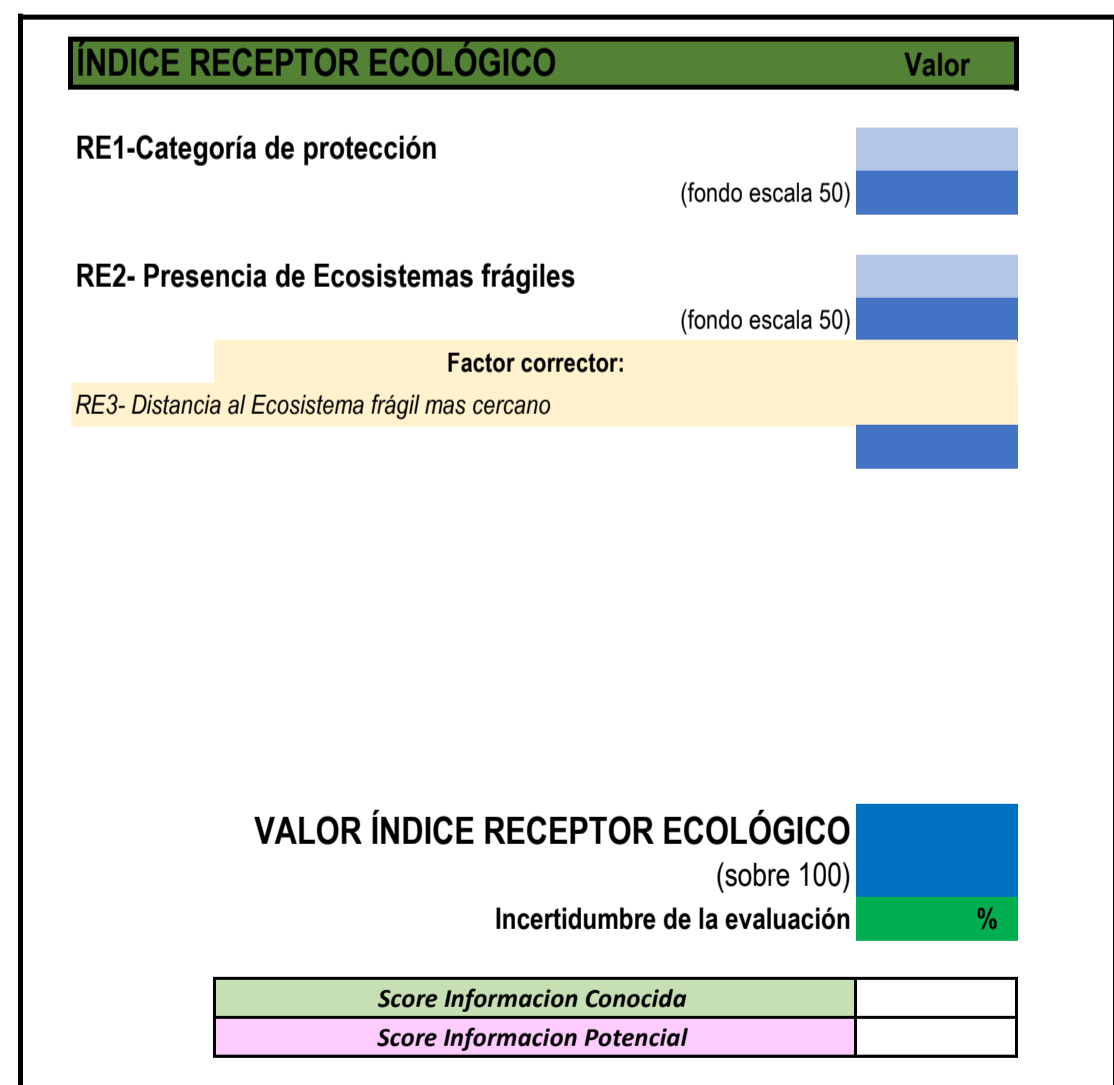 ÍNDICE RECEPTOR ECOLÓGICO Valor
RE1-Categoría de protección
(fondo escala 50)
RE2- Presencia de Ecosistemas frágiles
(fondo escala 50)
Factor corrector:
RE3- Distancia al Ecosistema frágil mas cercano
VALOR ÍNDICE RECEPTOR ECOLÓGICO
(sobre 100)
Incertidumbre de la evaluación %
Score Informacion Conocida
Score Informacion Potencial